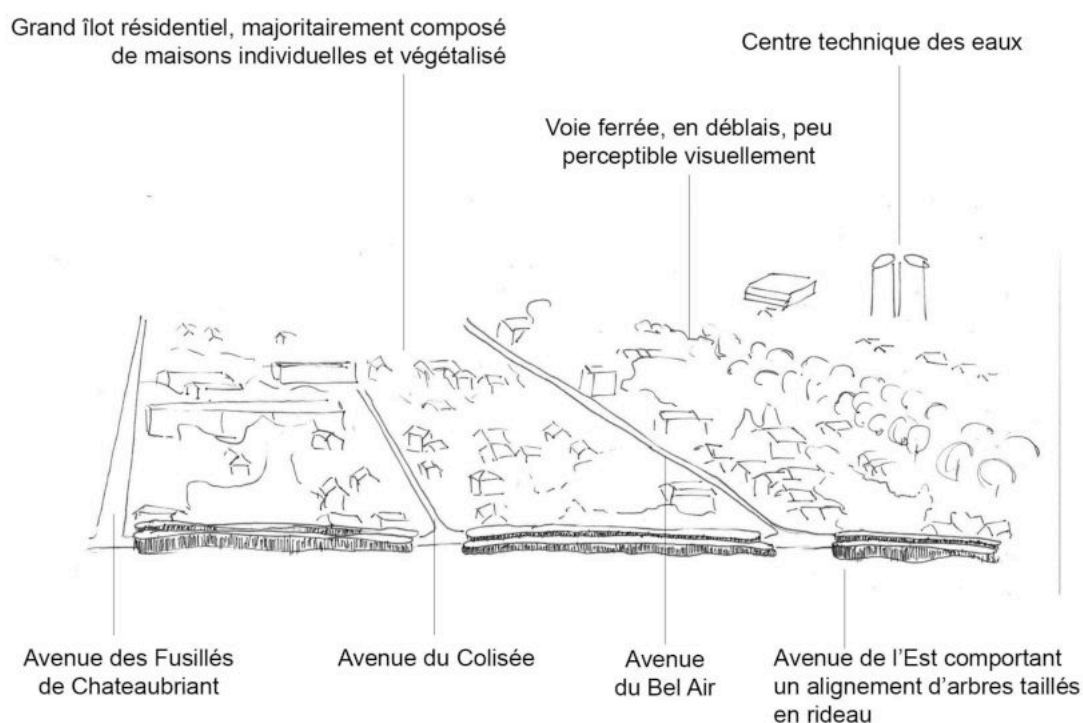 Grand îlot résidentiel, majoritairement composé
de maisons individuelles et végétalisé
Centre technique des eaux
Voie ferrée, en déblais, peu
perceptible visuellement
Avenue des Fusillés
de Chateaubriant
Avenue du Colisée
Avenue
du Bel Air
Avenue de l'Est comportant
un alignement d'arbres taillés
en rideau